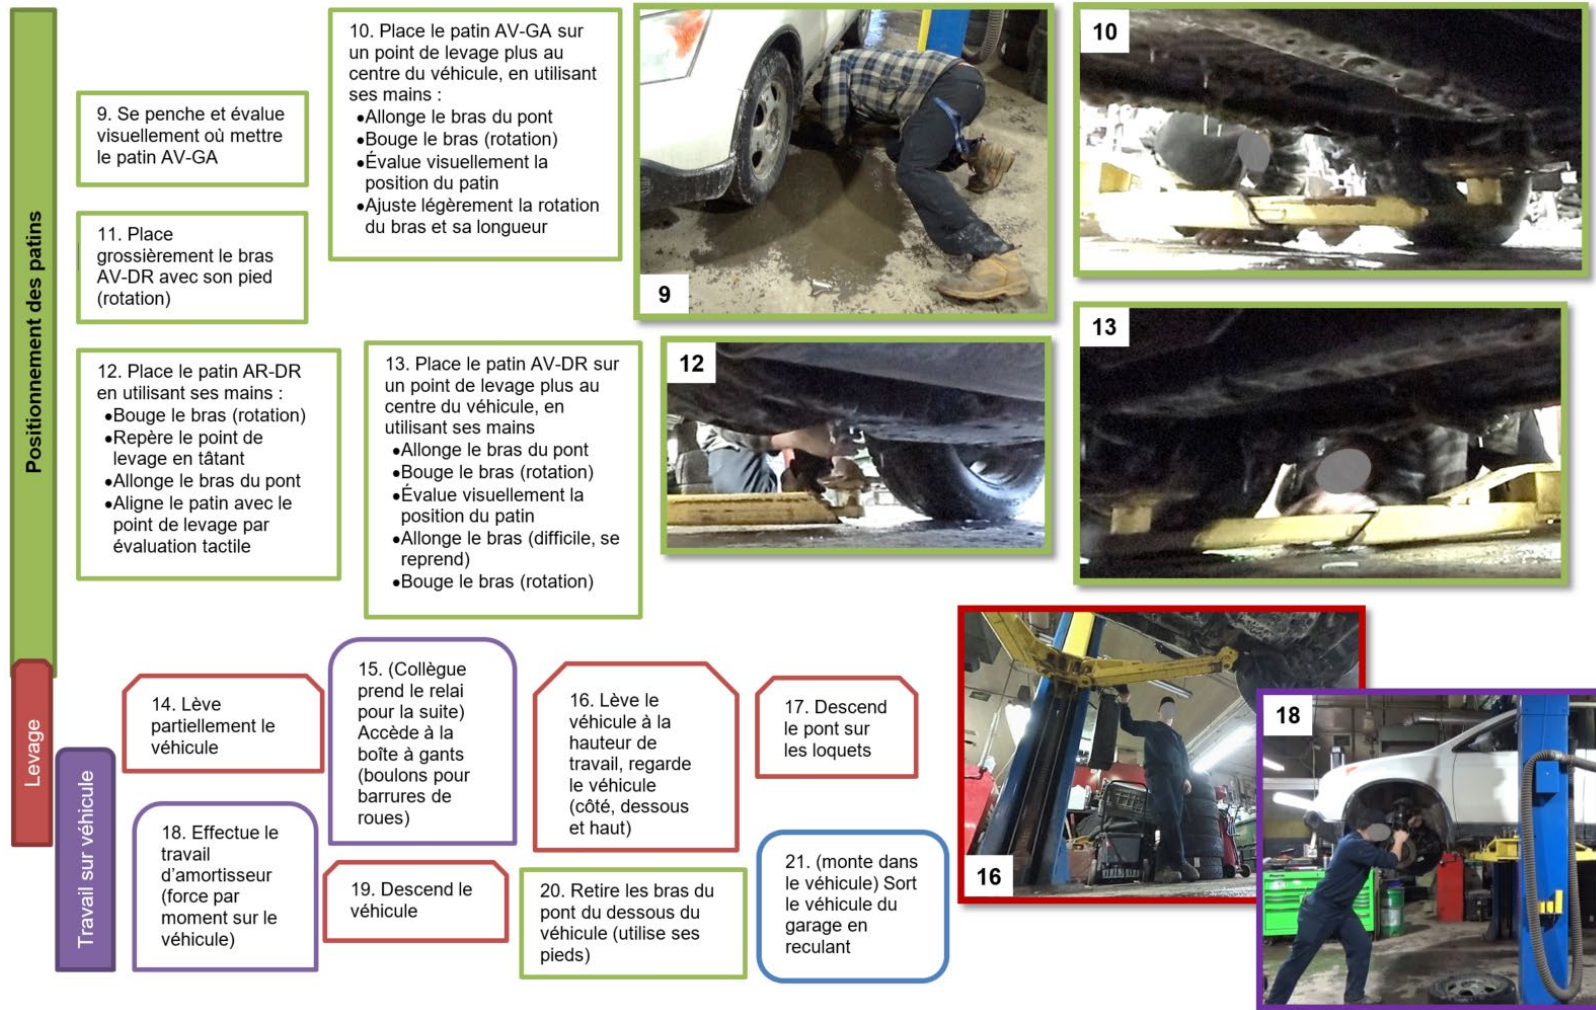 Positionnement des patins
9. Se penche et évalue
visuellement où mettre
le patin AV-GA
10. Place le patin AV-GA sur
un point de levage plus au
centre du véhicule, en utilisant
ses mains :
•Allonge le bras du pont
•Bouge le bras (rotation)
•Évalue visuellement la
position du patin
•Ajuste légèrement la rotation
du bras et sa longueur
11. Place
grossièrement le bras
AV-DR avec son pied
(rotation)
12. Place le patin AR-DR
en utilisant ses mains :
•Bouge le bras (rotation)
•Repère le point de
levage en tâtant
•Allonge le bras du pont
•Aligne le patin avec le
point de levage par
évaluation tactile
13. Place le patin AV-DR sur
un point de levage plus au
centre du véhicule, en
utilisant ses mains
•Allonge le bras du pont
•Bouge le bras (rotation)
•Évalue visuellement la
position du patin
•Allonge le bras (difficile, se
reprend)
•Bouge le bras (rotation)
9
10
12
13
Levage
Travail sur véhicule
14. Lève
partiellement le
véhicule
15. (Collègue
prend le relai
pour la suite)
Accède à la
boîte à gants
(boulons pour
barrures de
roues)
16. Lève le
véhicule à la
hauteur de
travail, regarde
le véhicule
(côté, dessous
et haut)
17. Descend
le pont sur
les loquets
18. Effectue le
travail
d'amortisseur
(force par
moment sur le
véhicule)
19. Descend le
véhicule
20. Retire les bras du
pont du dessous du
véhicule (utilise ses
pieds)
21. (monte dans
le véhicule) Sort
le véhicule du
garage en
reculant
16
18